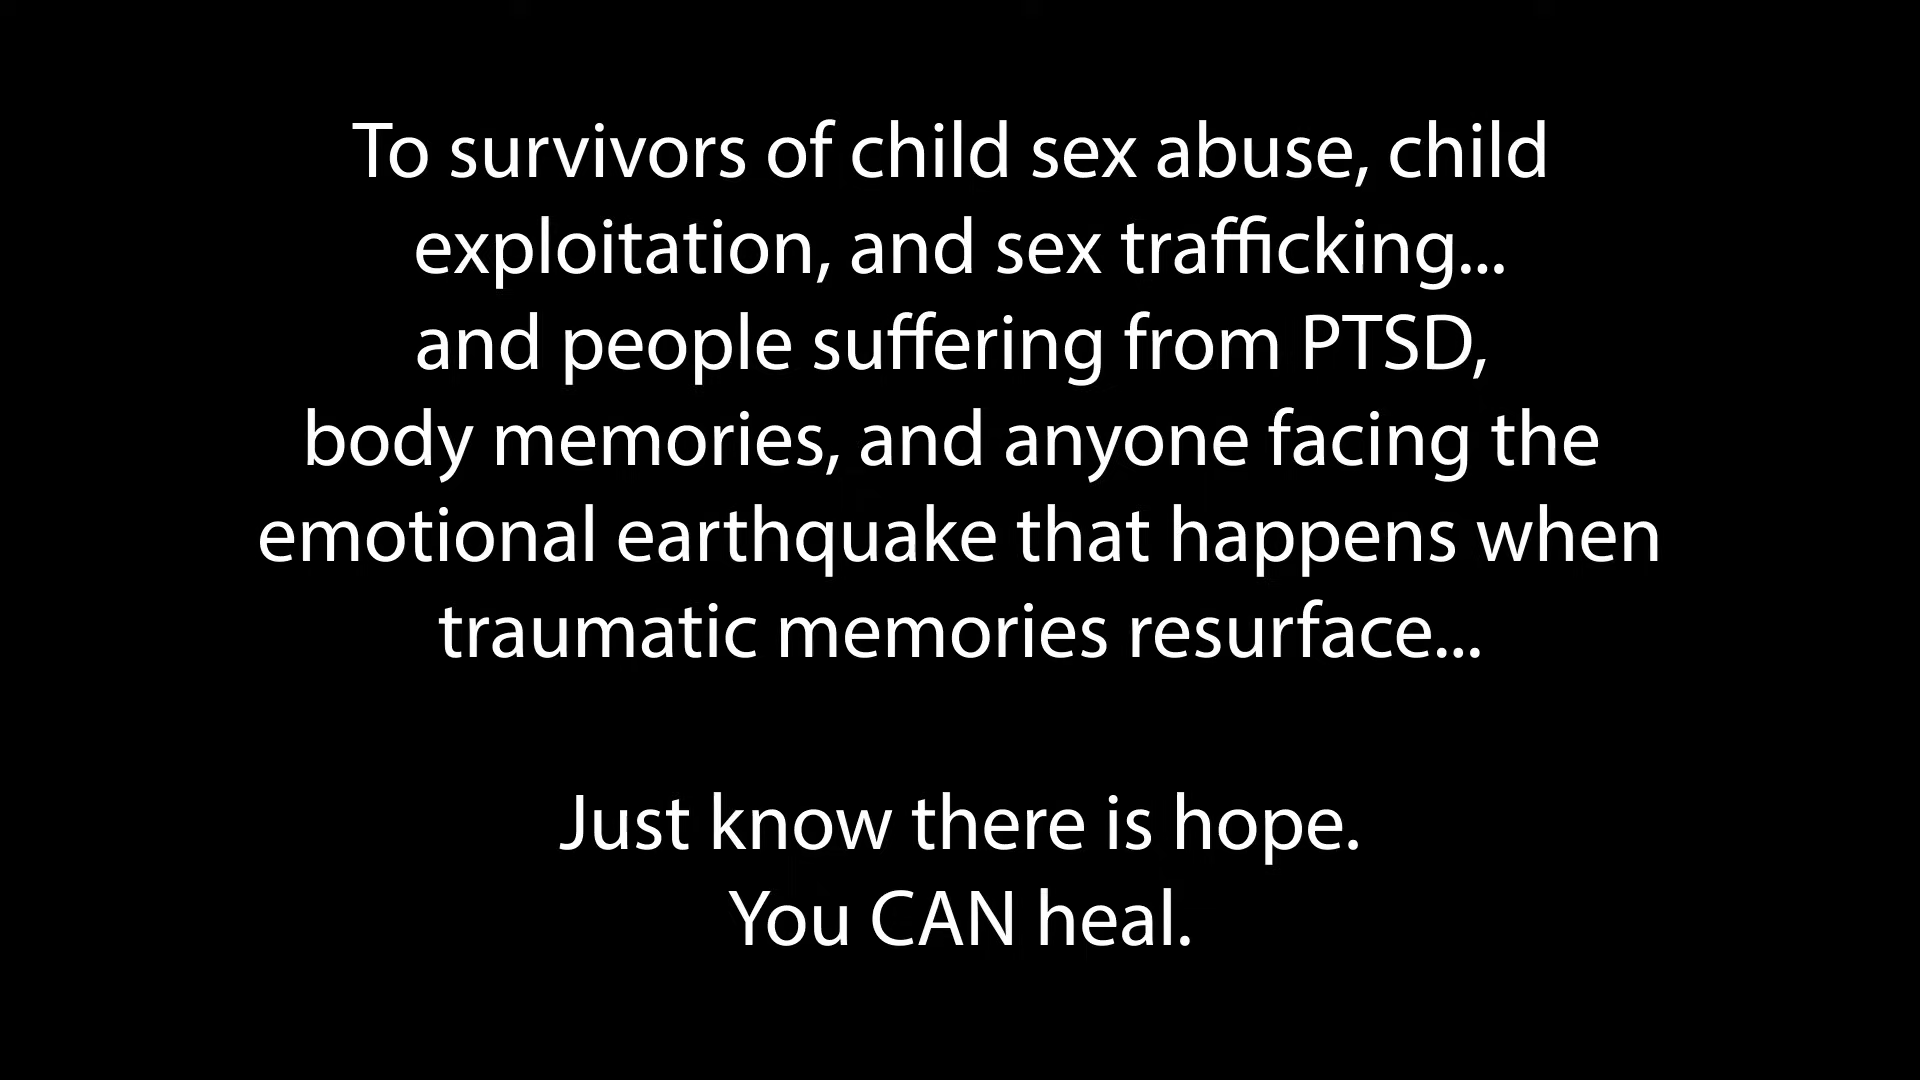 To survivors of child sex abuse, child
exploitation, and sex trafficking...
and people suffering from PTSD,
body memories, and anyone facing the
emotional earthquake that happens when
traumatic memories resurface...
Just know there is hope.
You CAN heal.